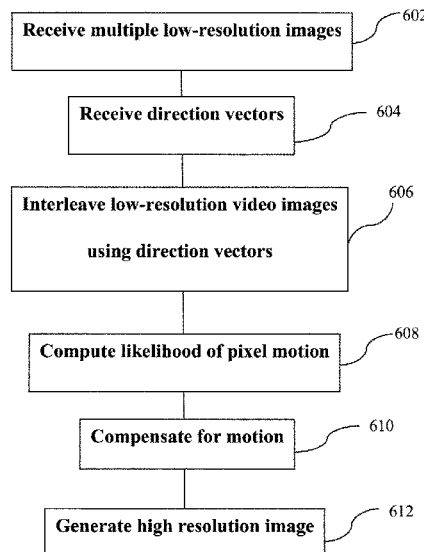 Receive multiple low-resolution images
602
Receive direction vectors
604
Interleave low-resolution video images
using direction vectors
606
Compute likelihood of pixel motion
608
Compensate for motion
610
Generate high resolution image
612